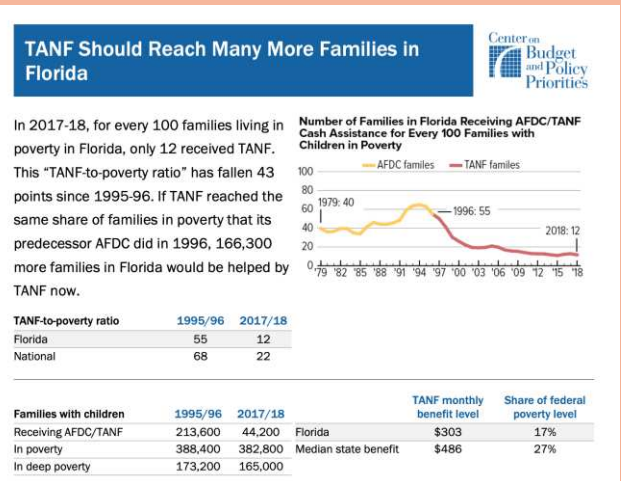 TANF Should Reach Many More Families in
Florida
Center on
Budget
and Policy
Priorities
In 2017-18, for every 100 families living in
poverty in Florida, only 12 received TANF.
This “TANF-to-poverty ratio” has fallen 43
points since 1995-96. If TANF reached the
same share of families in poverty that its
predecessor AFDC did in 1996, 166,300
more families in Florida would be helped by
TANF now.
Number of Families in Florida Receiving AFDC/TANF
Cash Assistance for Every 100 Families with
Children in Poverty
AFDC familes TANF familes
100
80
60
40
20
0
1979: 40
1996: 55
2018: 12
'79 '82 '85 '88 '91 '94 '97 '00 '03 '06 '09 '12 '15 '18
TANF-to-poverty ratio 1995/96 2017/18
Florida 55 12
National 68 22
Families with children 1995/96 2017/18
Receiving AFDC/TANF 213,600 44,200
In poverty 388,400 382,800
In deep poverty 173,200 165,000
TANF monthly
benefit level
Share of federal
poverty level
Florida $303 17%
Median state benefit $486 27%